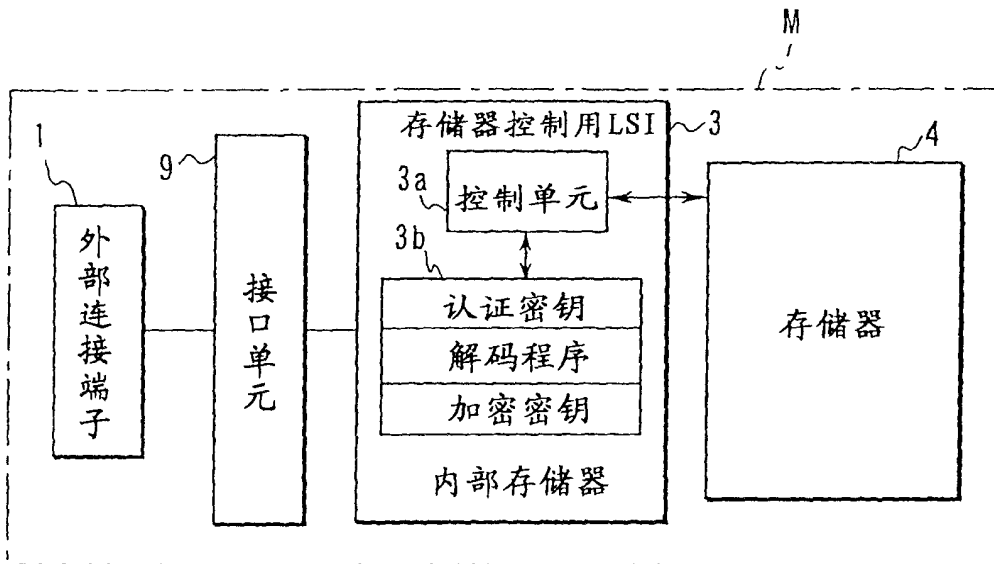 M
1
外部连接端子
9
接口单元
存储器控制用LSI
3
3a
控制单元
3b
认证密钥
解码程序
加密密钥
内部存储器
4
存储器